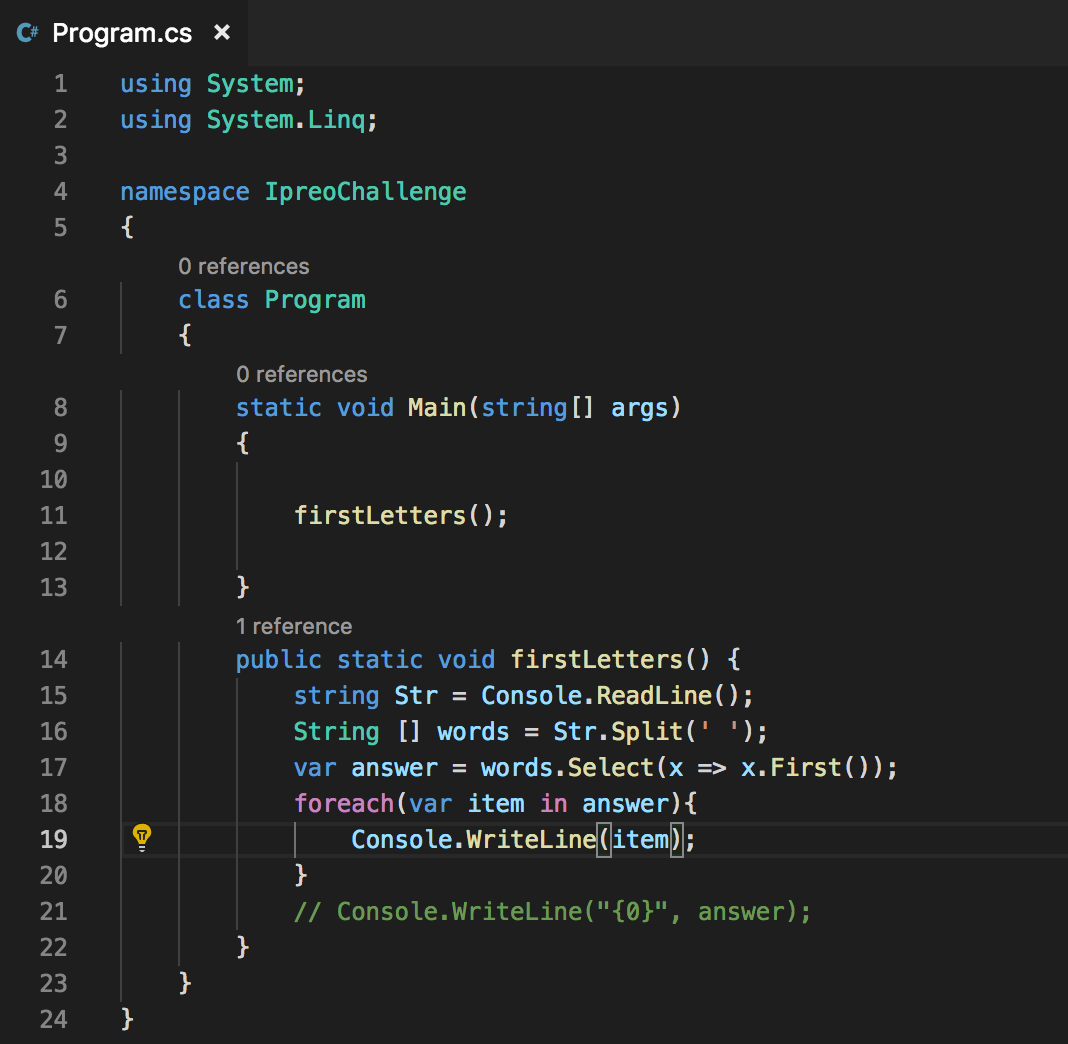 C# Program.cs ×
1 using System;
2 using System.Linq;
3
4 namespace IpreoChallenge
5 {
0 references
6 class Program
7 {
0 references
8 static void Main(string[] args)
9 {
10
11 firstLetters();
12
13 }
1 reference
14 public static void firstLetters() {
15 string Str = Console.ReadLine();
16 String [] words = Str.Split(' ');
17 var answer = words.Select(x => x.First());
18 foreach(var item in answer){
19 Console.WriteLine(item);
20 }
21 // Console.WriteLine("{0}", answer);
22 }
23 }
24 }